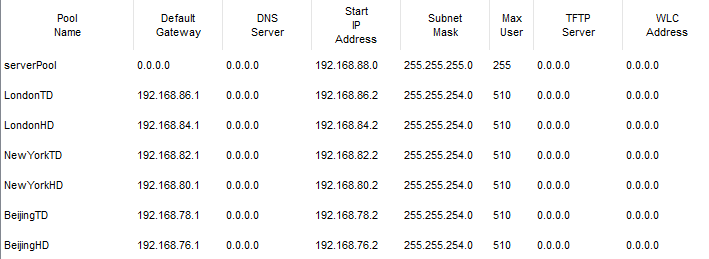 Pool Name Default Gateway DNS Server Start IP Address Subnet Mask Max User TFTP Server WLC Address
serverPool 0.0.0.0 0.0.0.0 192.168.88.0 255.255.255.0 255 0.0.0.0 0.0.0.0
LondonTD 192.168.86.1 0.0.0.0 192.168.86.2 255.255.254.0 510 0.0.0.0 0.0.0.0
LondonHD 192.168.84.1 0.0.0.0 192.168.84.2 255.255.254.0 510 0.0.0.0 0.0.0.0
NewYorkTD 192.168.82.1 0.0.0.0 192.168.82.2 255.255.254.0 510 0.0.0.0 0.0.0.0
NewYorkHD 192.168.80.1 0.0.0.0 192.168.80.2 255.255.254.0 510 0.0.0.0 0.0.0.0
BeijingTD 192.168.78.1 0.0.0.0 192.168.78.2 255.255.254.0 510 0.0.0.0 0.0.0.0
BeijingHD 192.168.76.1 0.0.0.0 192.168.76.2 255.255.254.0 510 0.0.0.0 0.0.0.0